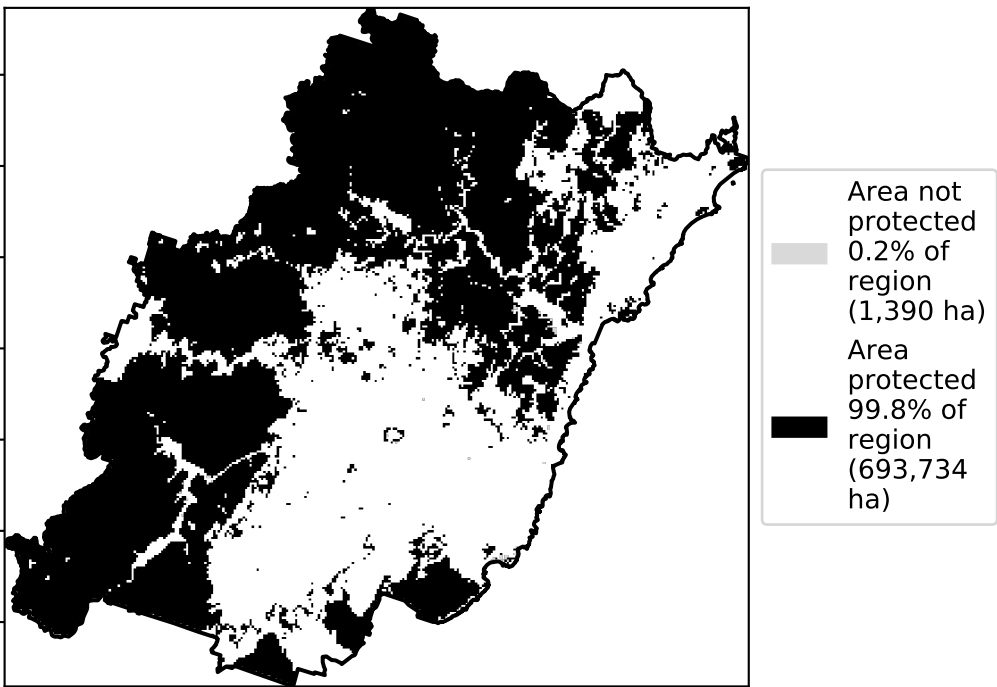 Area not
protected
0.2% of
region
(1,390 ha)
Area
protected
99.8% of
region
(693,734
ha)